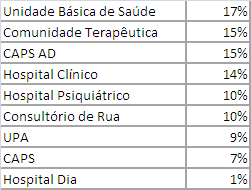 Unidade Básica de Saúde 17%
Comunidade Terapêutica 15%
CAPS AD 15%
Hospital Clínico 14%
Hospital Psiquiátrico 10%
Consultório de Rua 10%
UPA 9%
CAPS 7%
Hospital Dia 1%